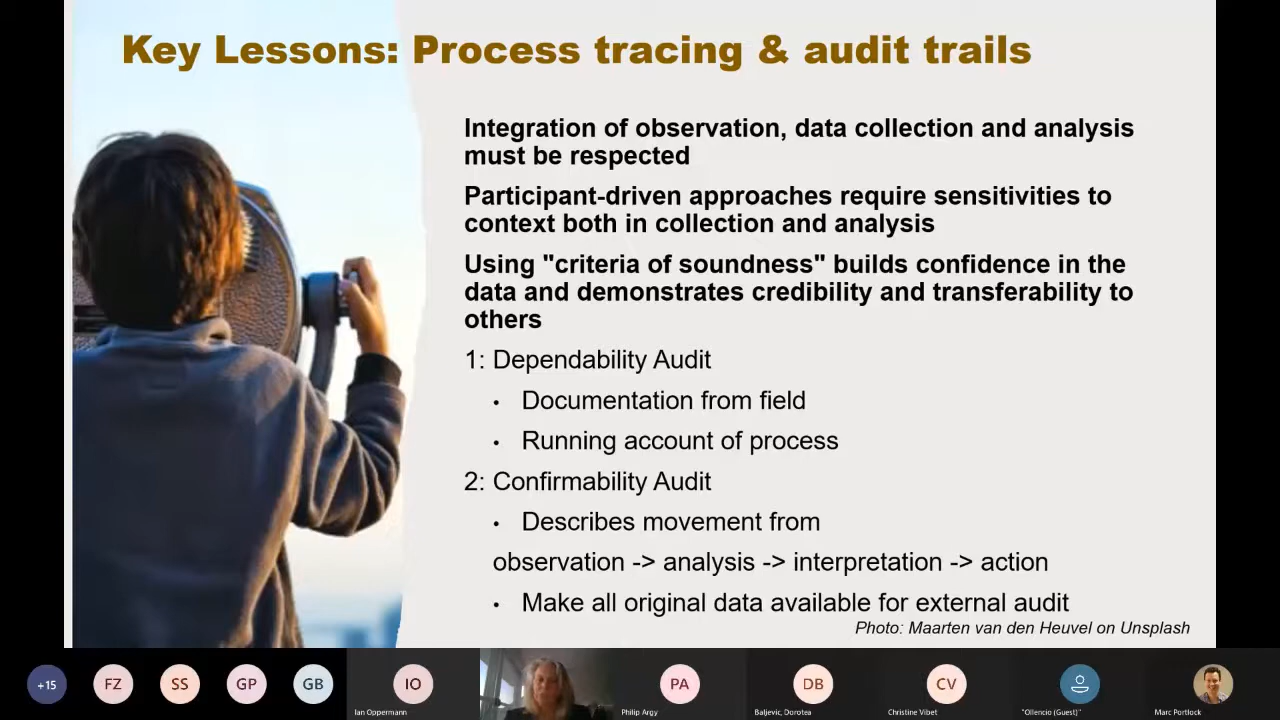 Key Lessons: Process tracing & audit trails
Integration of observation, data collection and analysis
must be respected
Participant-driven approaches require sensitivities to
context both in collection and analysis
Using "criteria of soundness" builds confidence in the
data and demonstrates credibility and transferability to
others
1: Dependability Audit
• Documentation from field
• Running account of process
2: Confirmability Audit
• Describes movement from
observation -> analysis -> interpretation -> action
• Make all original data available for external audit
Photo: Maarten van den Heuvel on Unsplash
+15
FZ
SS
GP
GB
IO
PA
DB
CV
Ian Oppermann
Philip Argy
Baljevic, Dorotea
Christine Vibet
"Ollencio (Guest)"
Marc Portlock